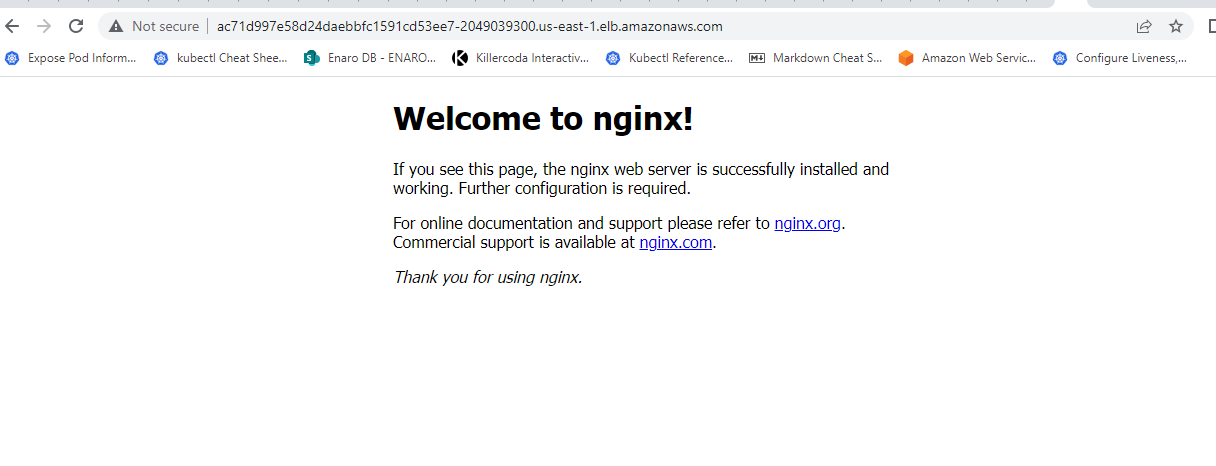 Not secure ac71d997e58d24daebbfc1591cd53ee7-2049039300.us-east-1.elb.amazonaws.com
Expose Pod Inform... kubectl Cheat Shee... Enaro DB - ENARO... Killercoda Interactiv... Kubectl Reference... Markdown Cheat S... Amazon Web Servic... Configure Liveness,...
Welcome to nginx!
If you see this page, the nginx web server is successfully installed and
working. Further configuration is required.
For online documentation and support please refer to nginx.org.
Commercial support is available at nginx.com.
Thank you for using nginx.